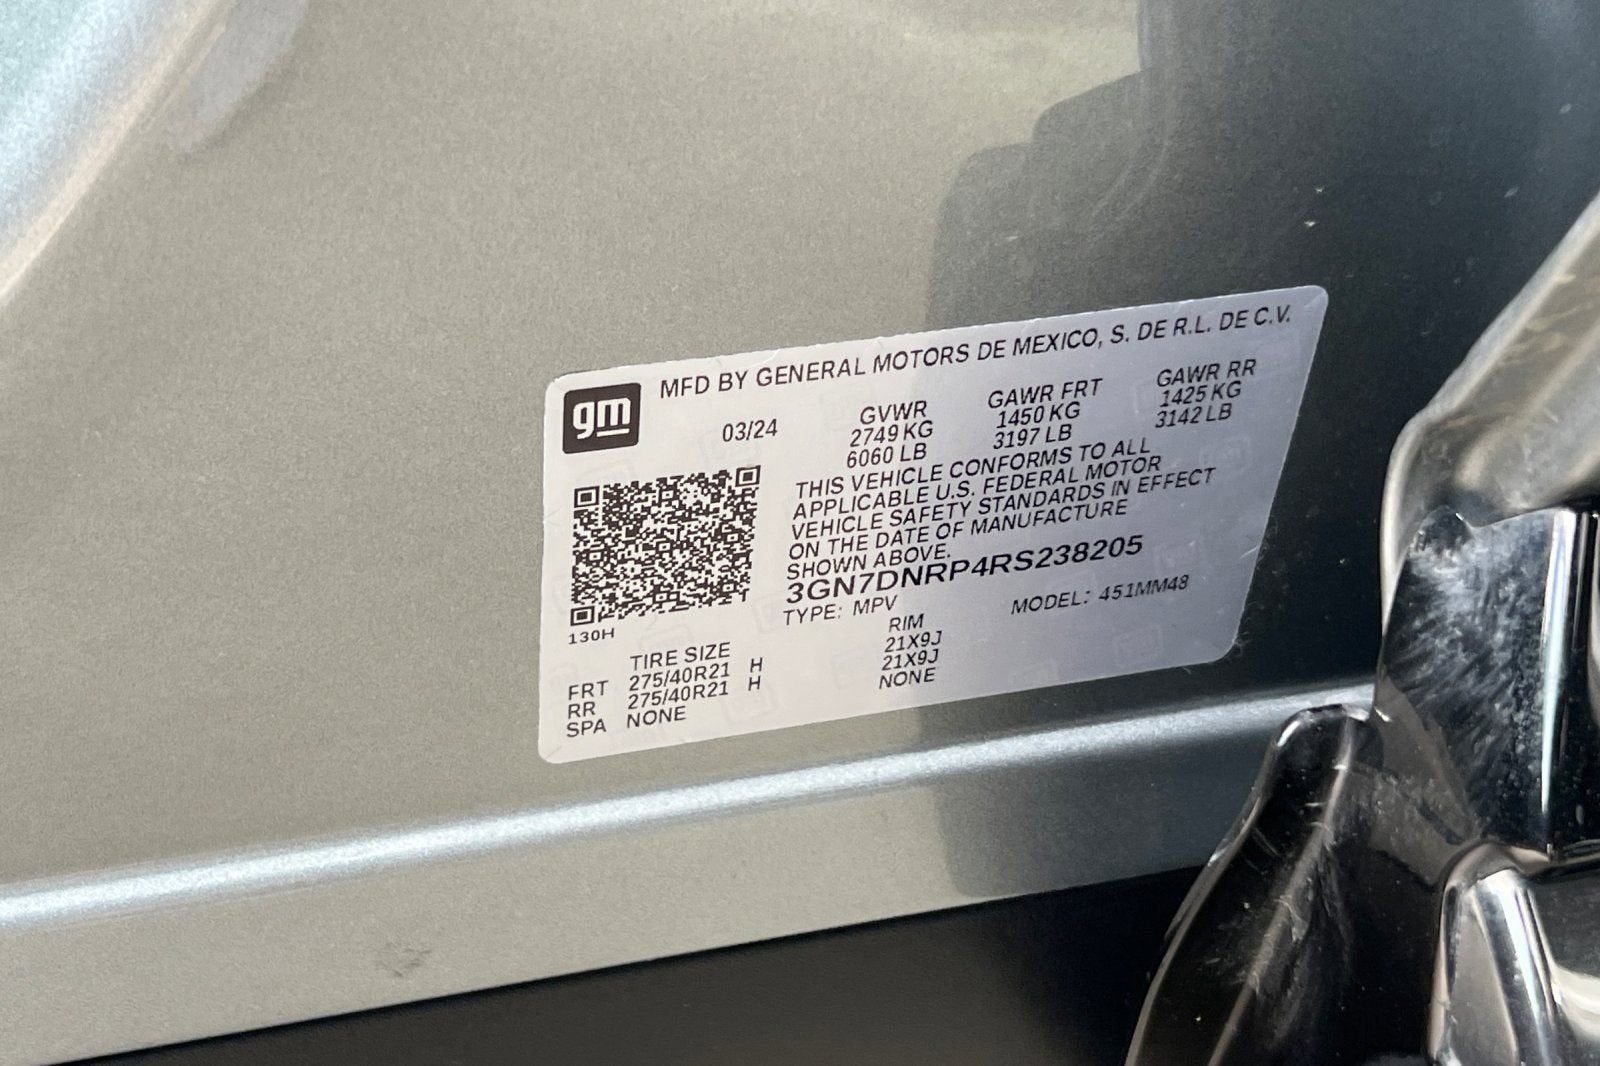 gm
MFD BY GENERAL MOTORS DE MEXICO, S. DE R.L. DE C.V.
03/24 GVWR GAWR FRT GAWR RR
2749 KG 1450 KG 1425 KG
6060 LB 3197 LB 3142 LB
THIS VEHICLE CONFORMS TO ALL
APPLICABLE U.S. FEDERAL MOTOR
VEHICLE SAFETY STANDARDS IN EFFECT
ON THE DATE OF MANUFACTURE
SHOWN ABOVE.
3GN7DNRP4RS238205
TYPE: MPV MODEL: 451MM48
130H
TIRE SIZE RIM
FRT 275/40R21 H 21X9J
RR 275/40R21 H 21X9J
SPA NONE NONE